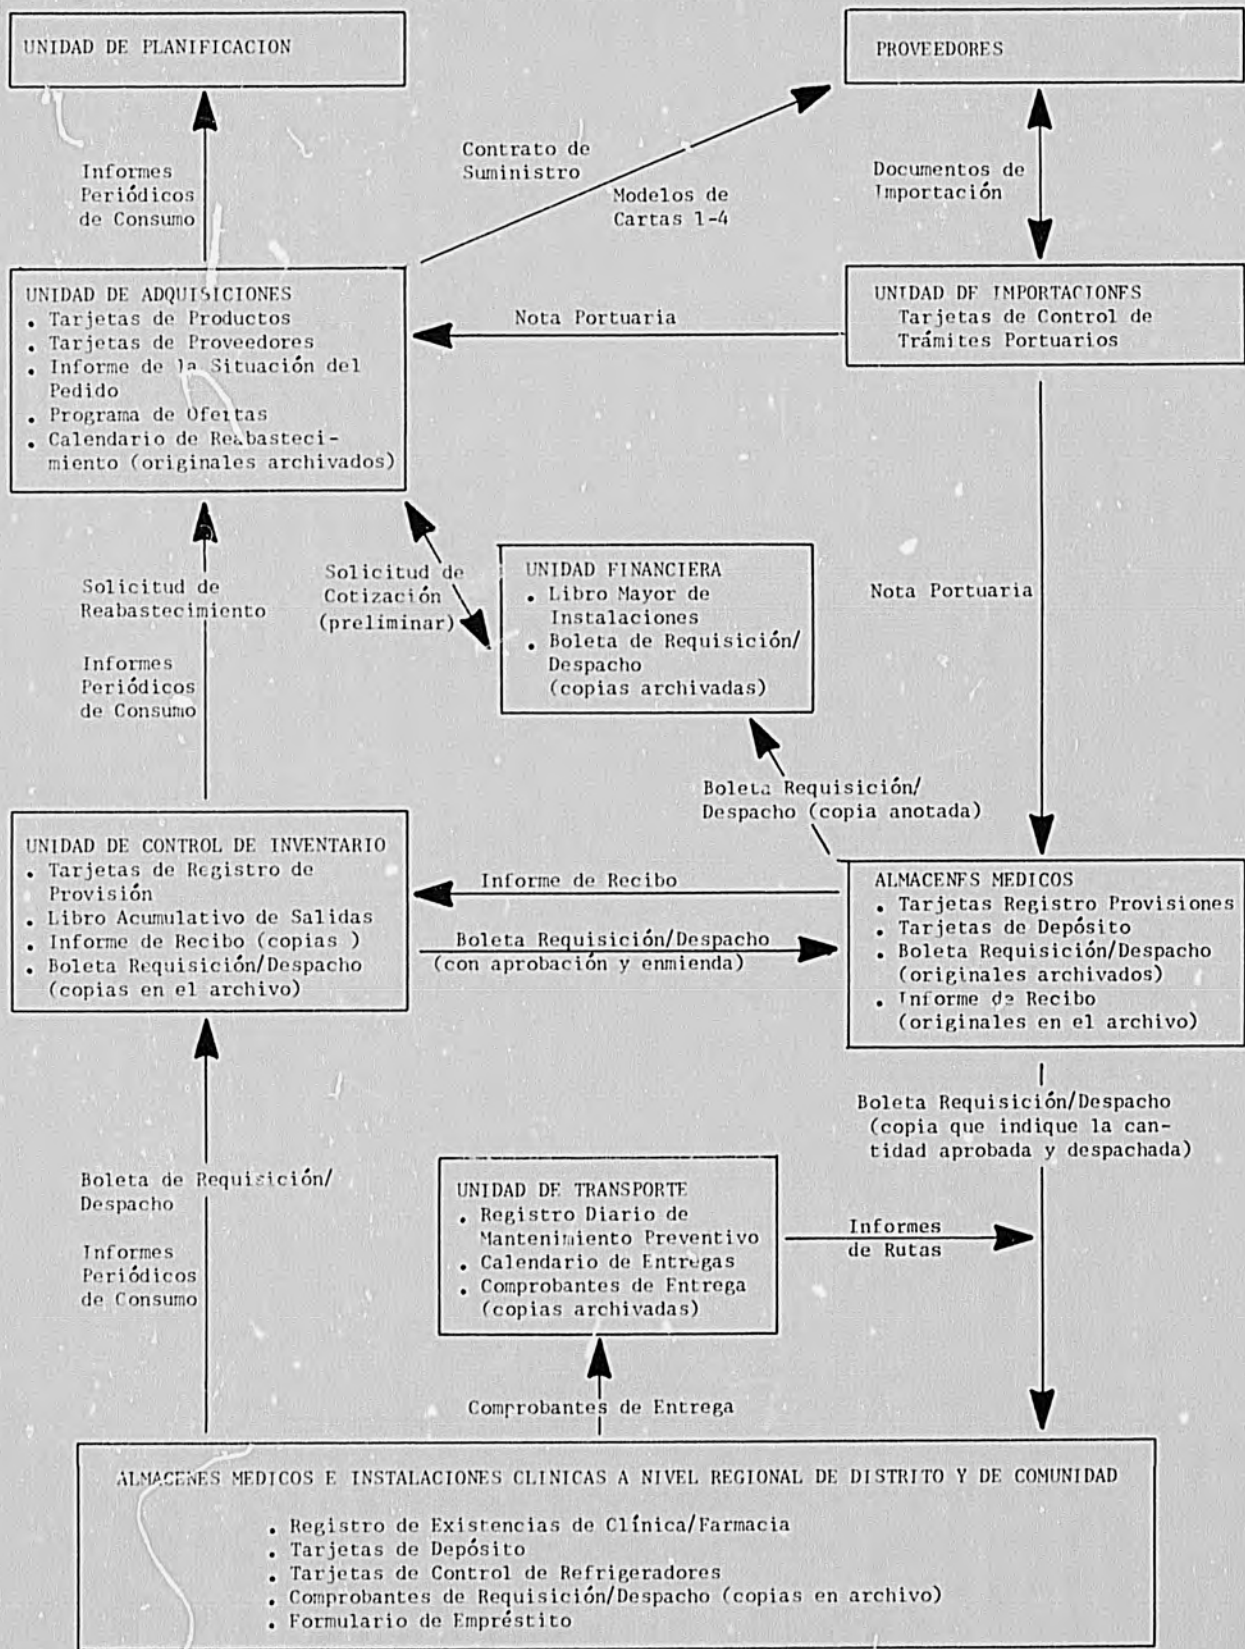 UNIDAD DE PLANIFICACION
PROVEEDORES
Informes
Periódicos
de Consumo
Contrato de
Suministro
Modelos de
Cartas 1-4
Documentos de
Importación
UNIDAD DE ADQUISICIONES
• Tarjetas de Productos
• Tarjetas de Proveedores
• Informe de la Situación del
Pedido
• Programa de Ofertas
• Calendario de Reabasteci-
miento (originales archivados)
Nota Portuaria
UNIDAD DE IMPORTACIONES
Tarjetas de Control de
Trámites Portuarios
Solicitud de
Reabastecimiento
Informes
Periódicos
de Consumo
Solicitud de
Cotización
(preliminar)
UNIDAD FINANCIERA
• Libro Mayor de
Instalaciones
• Boleta de Requisición/
Despacho
(copias archivadas)
Nota Portuaria
Boleta Requisición/
Despacho (copia anotada)
UNIDAD DE CONTROL DE INVENTARIO
• Tarjetas de Registro de
Provisión
• Libro Acumulativo de Salidas
• Informe de Recibo (copias )
• Boleta Requisición/Despacho
(copias en el archivo)
Informe de Recibo
Boleta Requisición/Despacho
(con aprobación y enmienda)
ALMACENES MEDICOS
• Tarjetas Registro Provisiones
• Tarjetas de Depósito
• Boleta Requisición/Despacho
(originales archivados)
• Informe de Recibo
(originales en el archivo)
Boleta Requisición/Despacho
(copia que indique la can-
tidad aprobada y despachada)
Boleta de Requisición/
Despacho
Informes
Periódicos
de Consumo
UNIDAD DE TRANSPORTE
• Registro Diario de
Mantenimiento Preventivo
• Calendario de Entregas
• Comprobantes de Entrega
(copias archivadas)
Informes
de Rutas
Comprobantes de Entrega
ALMACENES MEDICOS E INSTALACIONES CLINICAS A NIVEL REGIONAL DE DISTRITO Y DE COMUNIDAD
• Registro de Existencias de Clínica/Farmacia
• Tarjetas de Depósito
• Tarjetas de Control de Refrigeradores
• Comprobantes de Requisición/Despacho (copias en archivo)
• Formulario de Empréstito